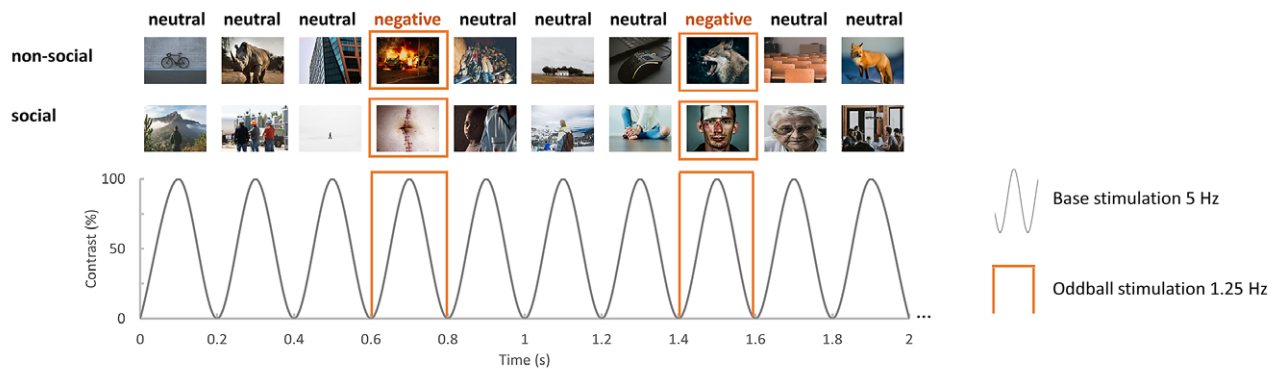 neutral neutral neutral negative neutral neutral neutral negative neutral neutral
non-social
social
100
50
0
Contrast (%)
0 0.2 0.4 0.6 0.8 1 1.2 1.4 1.6 1.8 2 ...
Time (s)
Base stimulation 5 Hz
Oddball stimulation 1.25 Hz